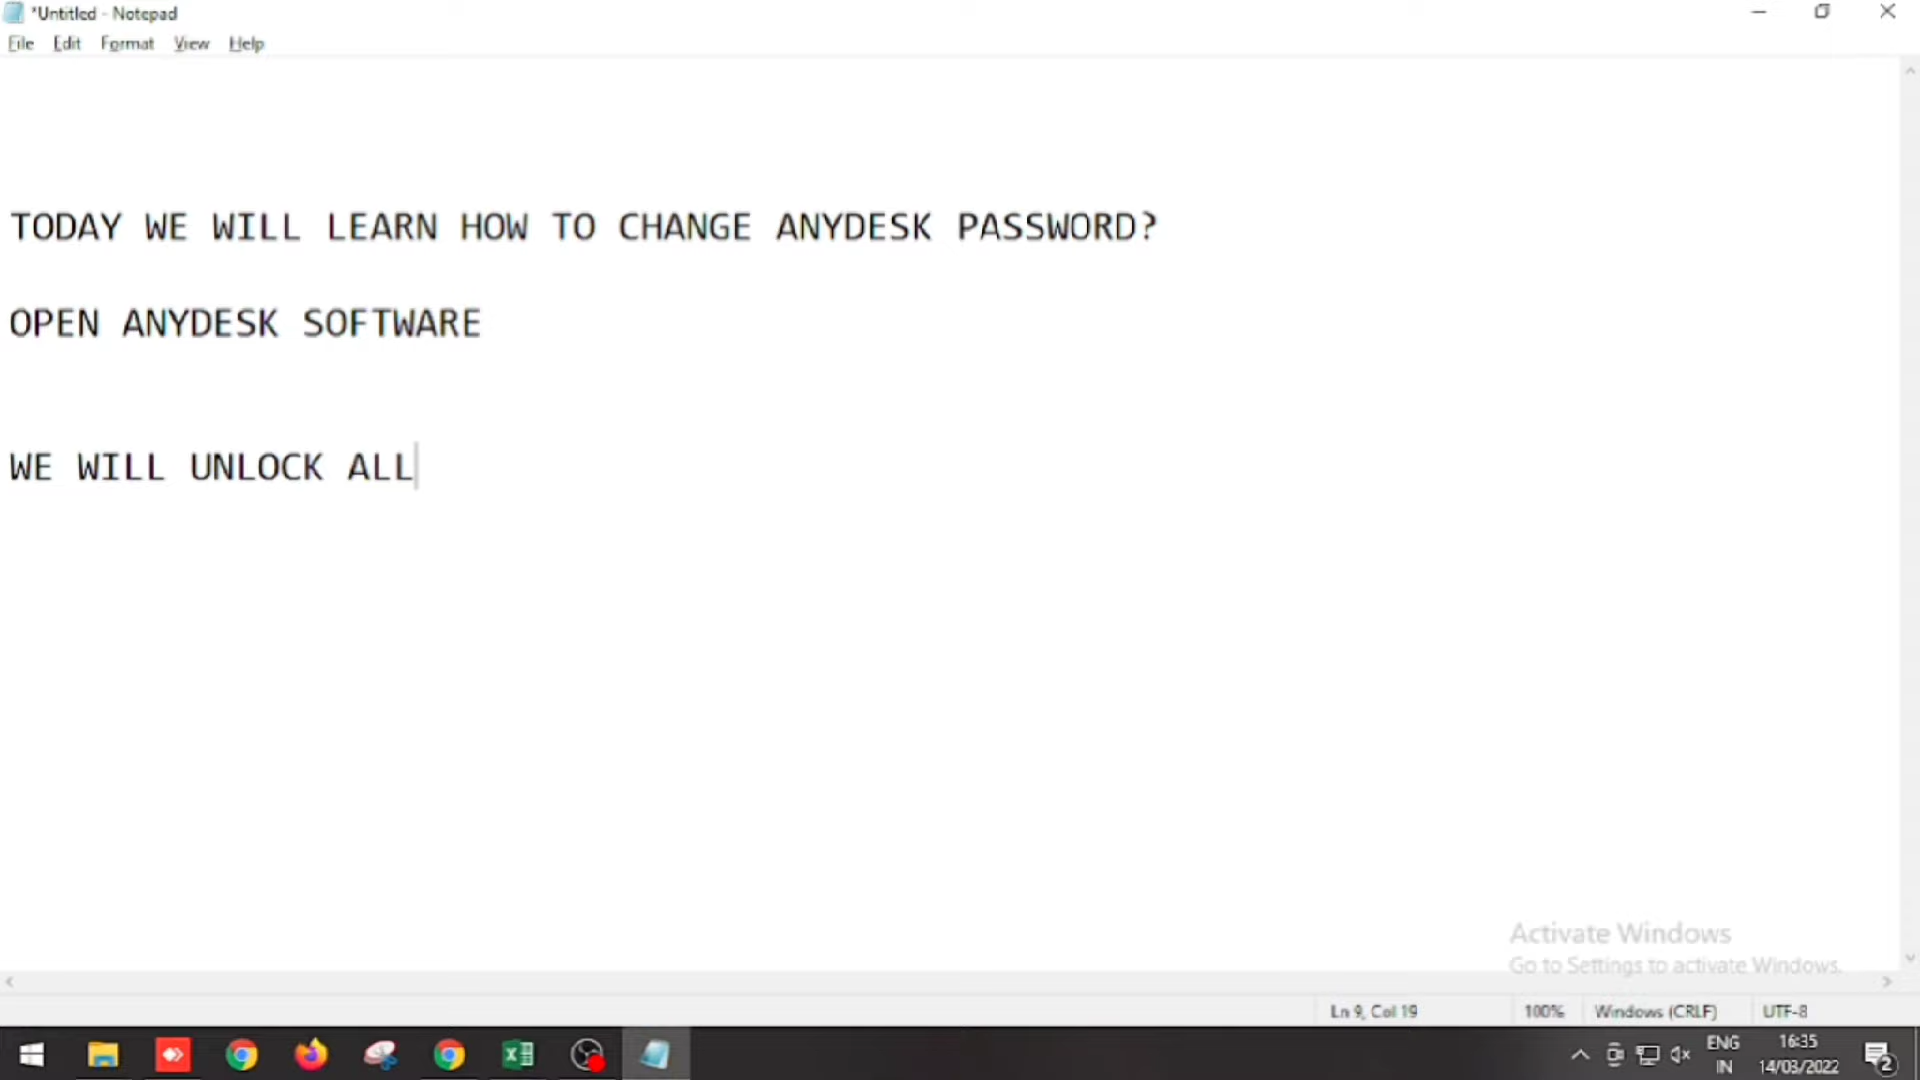 *Untitled - Notepad
File Edit Format View Help
TODAY WE WILL LEARN HOW TO CHANGE ANYDESK PASSWORD?
OPEN ANYDESK SOFTWARE
WE WILL UNLOCK ALL
Activate Windows
Go to Settings to activate Windows.
Ln 9, Col 19 100% Windows (CRLF) UTF-8
ENG 16:35
IN 14/03/2022 2